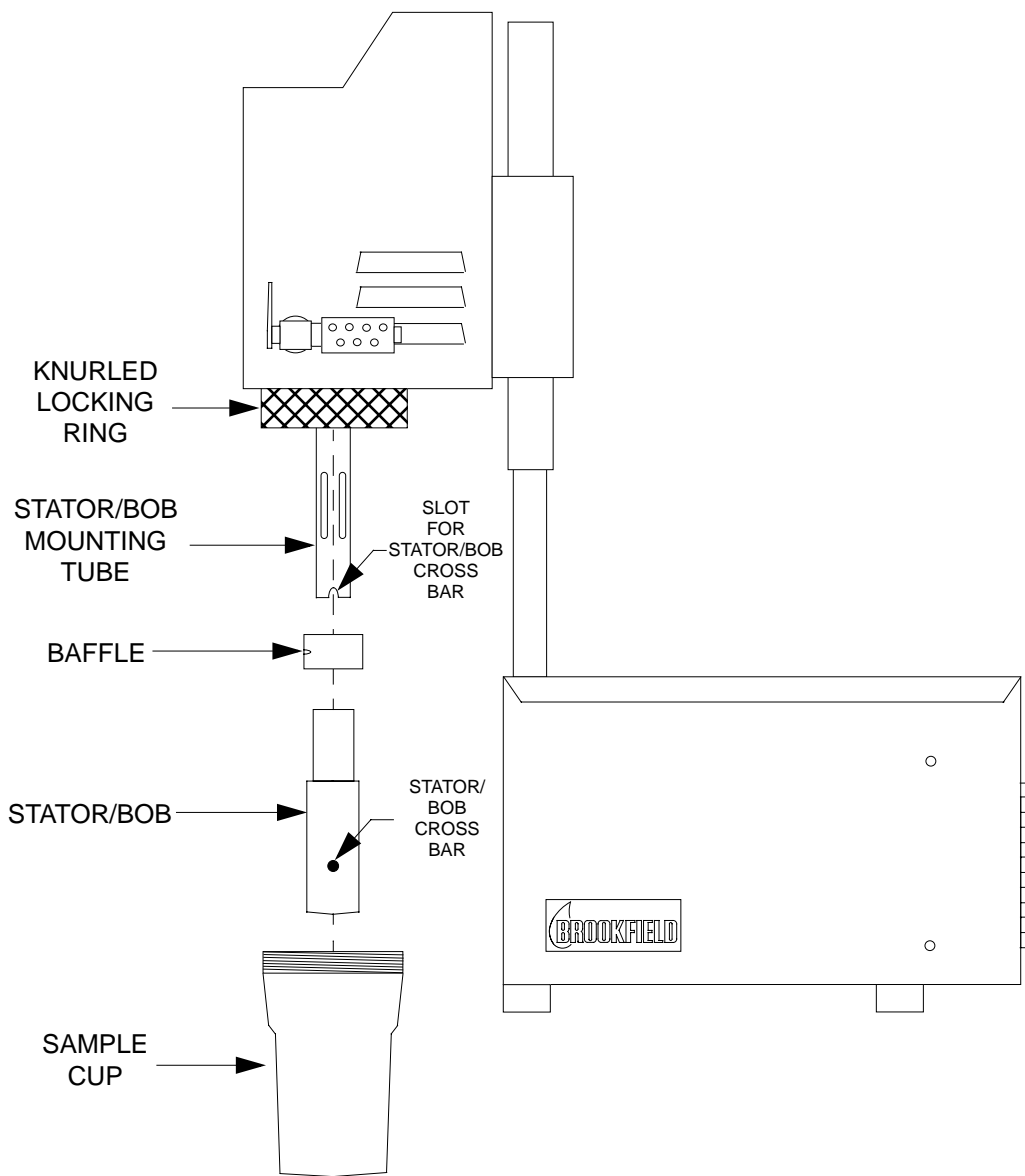 KNURLED
LOCKING
RING
STATOR/BOB
MOUNTING
TUBE
SLOT
FOR
STATOR/BOB
CROSS
BAR
BAFFLE
STATOR/BOB
STATOR/
BOB
CROSS
BAR
BROOKFIELD
SAMPLE
CUP